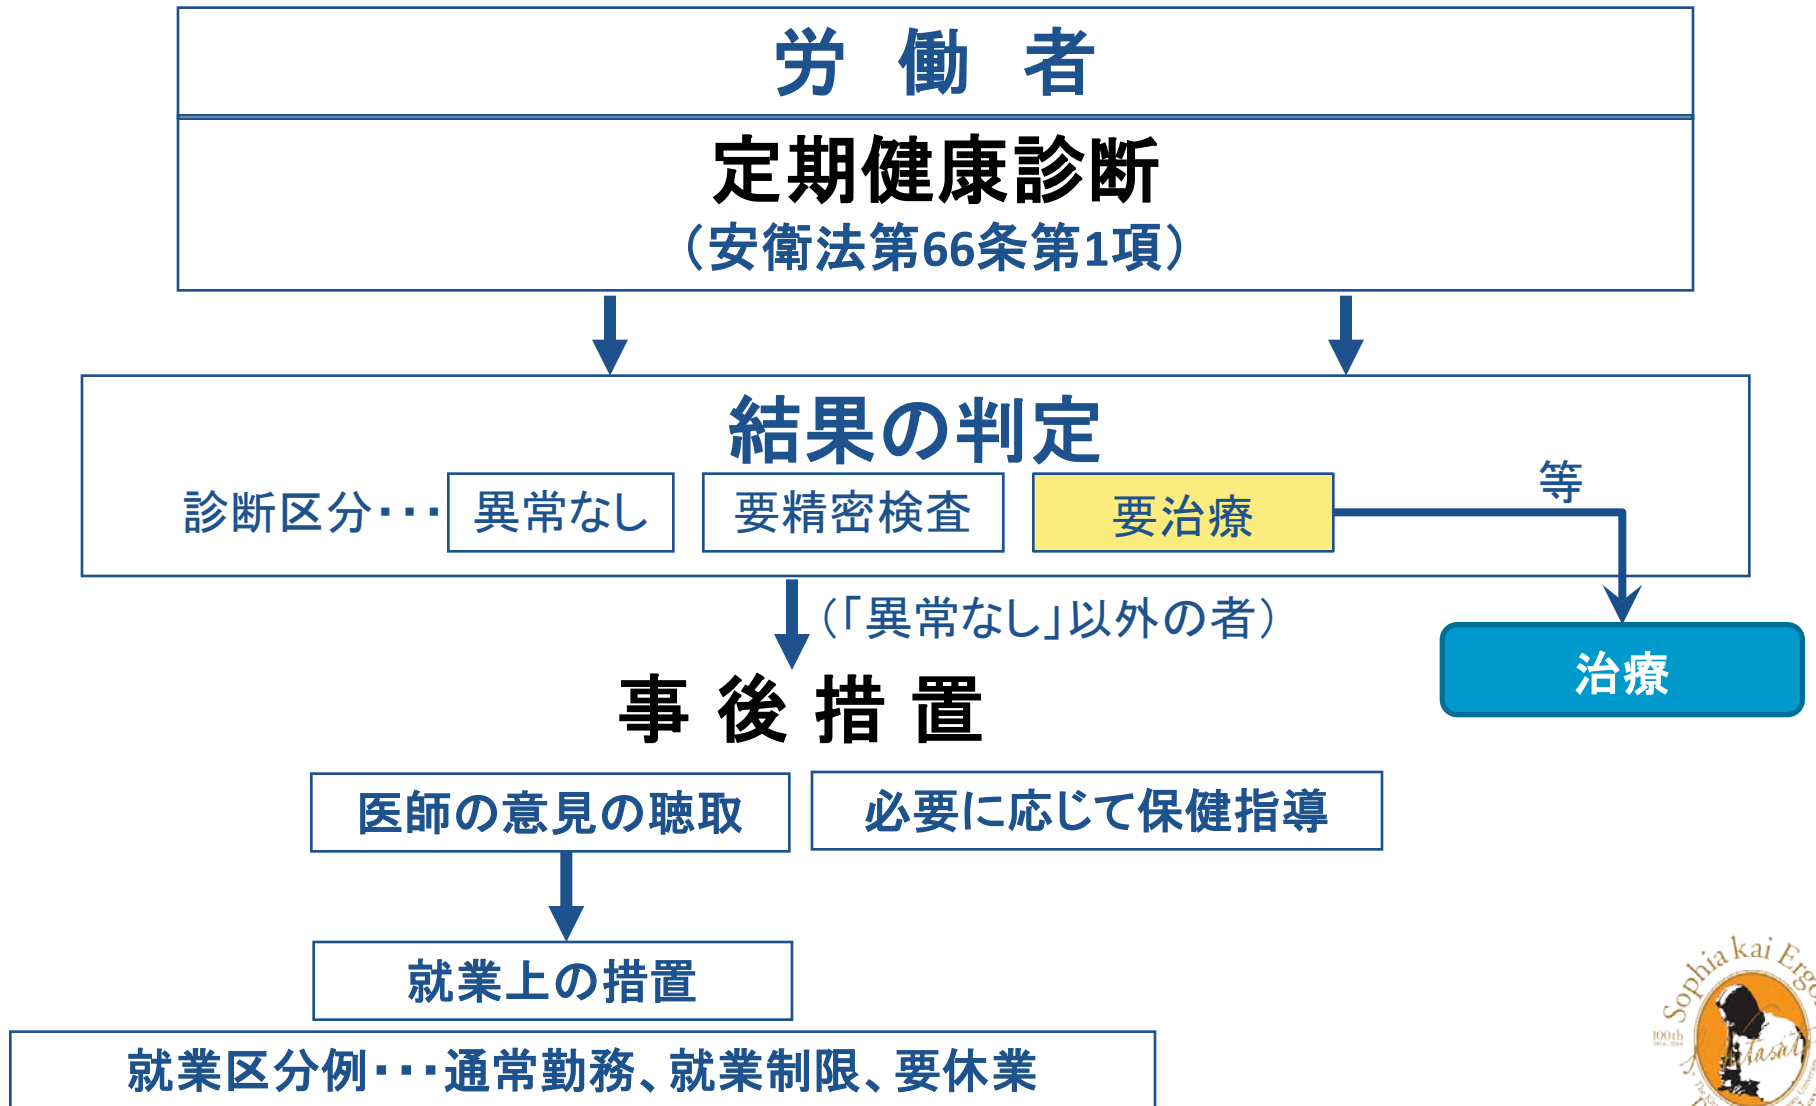 労 働 者
定期健康診断
（安衛法第66条第1項）
結果の判定
診断区分･･･ 異常なし 要精密検査 要治療 等
（「異常なし」以外の者）
治療
事 後 措 置
医師の意見の聴取 必要に応じて保健指導
就業上の措置
就業区分例･･･通常勤務、就業制限、要休業
Sophia kai Ergo
100th